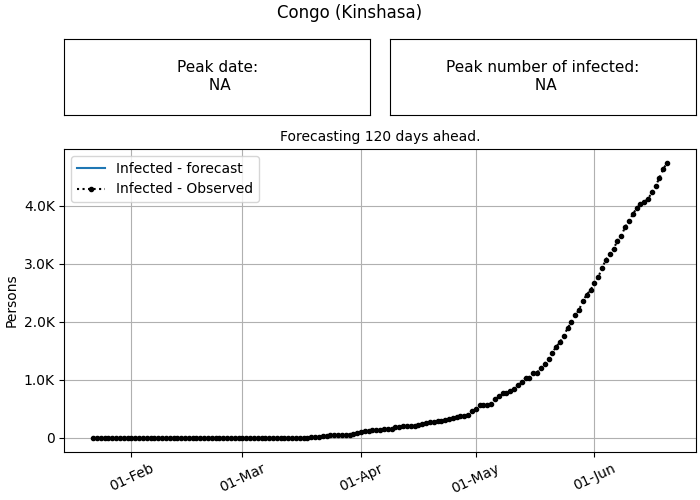 Congo (Kinshasa)
Peak date:
NA
Peak number of infected:
NA
Forecasting 120 days ahead.
Infected - forecast
Infected - Observed
4.0K
3.0K
2.0K
1.0K
0
Persons
01-Feb
01-Mar
01-Apr
01-May
01-Jun